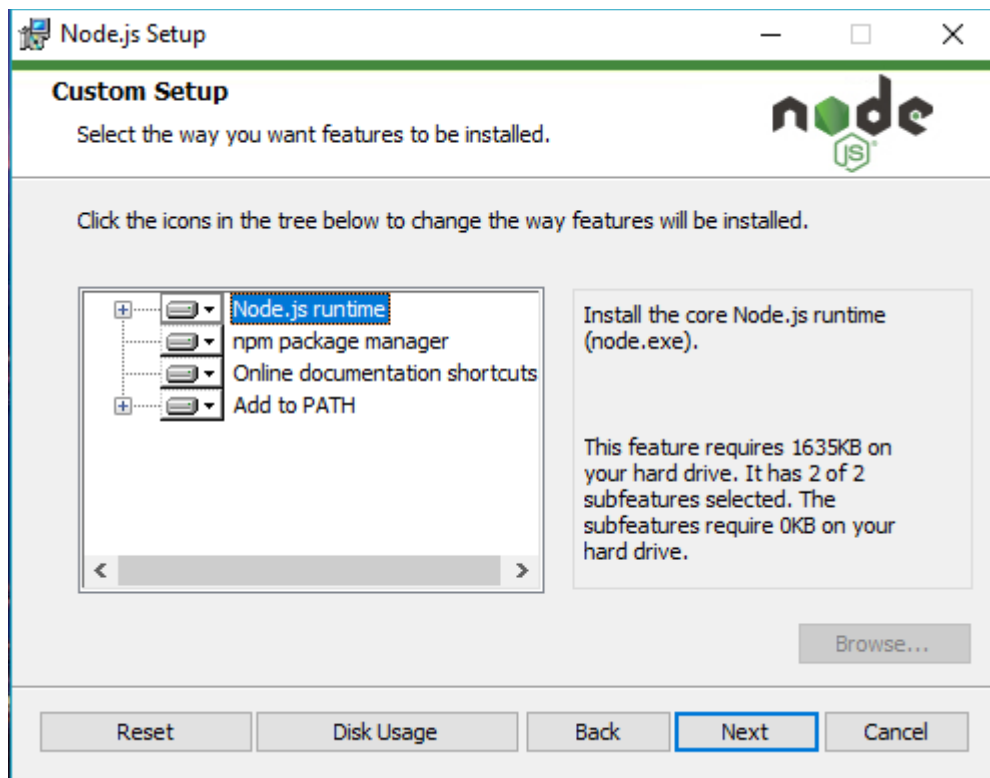 Node.js Setup
Custom Setup
Select the way you want features to be installed.
node
JS
Click the icons in the tree below to change the way features will be installed.
Node.js runtime
npm package manager
Online documentation shortcuts
Add to PATH
Install the core Node.js runtime
(node.exe).
This feature requires 1635KB on
your hard drive. It has 2 of 2
subfeatures selected. The
subfeatures require 0KB on your
hard drive.
Browse...
Reset
Disk Usage
Back
Next
Cancel